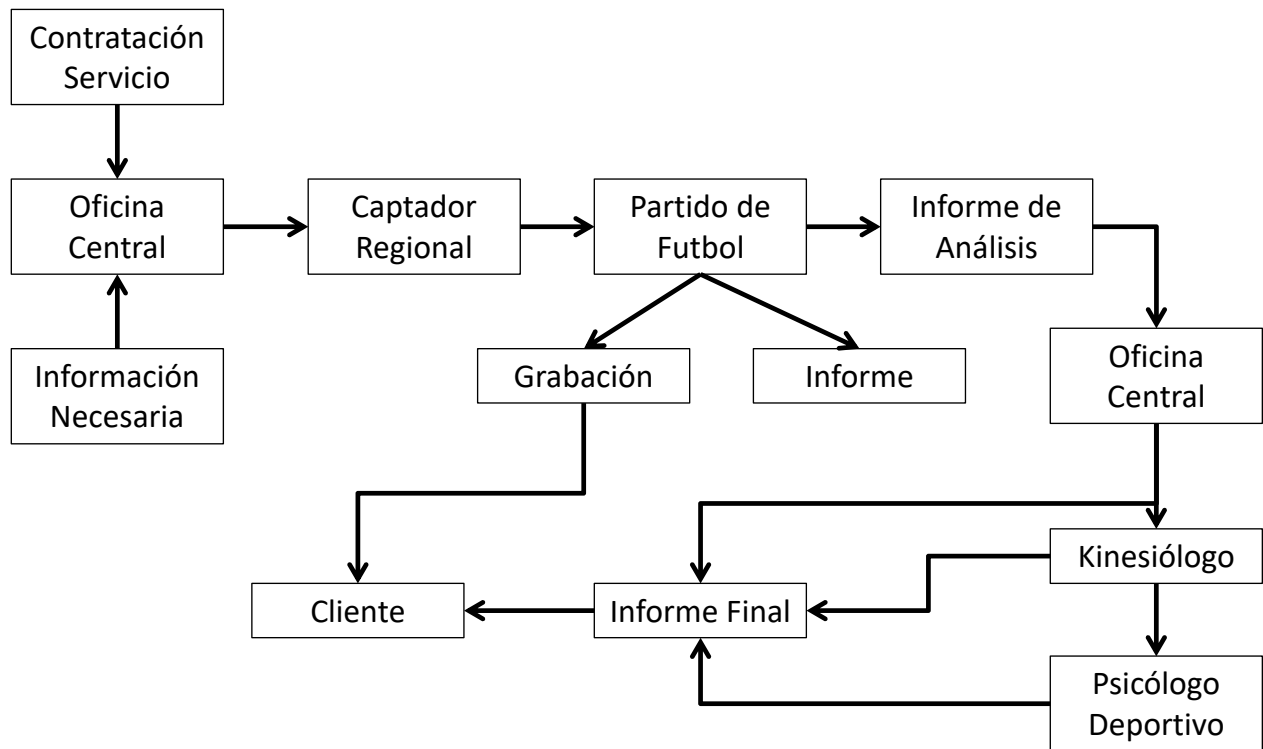 Contratación
Servicio
Oficina
Central
Captador
Regional
Partido de
Futbol
Informe de
Análisis
Información
Necesaria
Grabación
Informe
Oficina
Central
Kinesiólogo
Cliente
Informe Final
Psicólogo
Deportivo